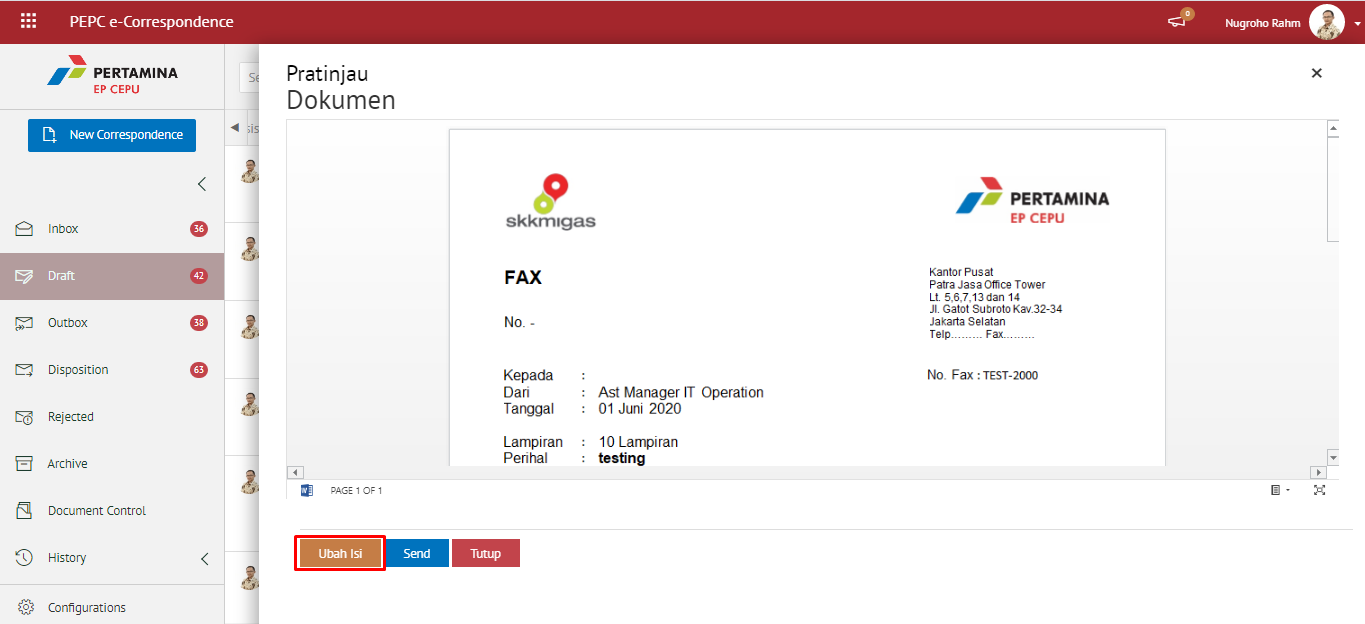 PEPC e-Correspondence
0
Nugroho Rahm
PERTAMINA
EP CEPU
New Correspondence
Inbox 36
Draft 42
Outbox 38
Disposition 63
Rejected
Archive
Document Control
History
Configurations
Se
sis
Pratinjau
Dokumen
skkmigas
PERTAMINA
EP CEPU
FAX
Kantor Pusat
Patra Jasa Office Tower
Lt. 5,6,7,13 dan 14
Jl. Gatot Subroto Kav.32-34
Jakarta Selatan
Telp......... Fax.........
No. -
Kepada :
No. Fax : TEST-2000
Dari : Ast Manager IT Operation
Tanggal : 01 Juni 2020
Lampiran : 10 Lampiran
Perihal : testing
PAGE 1 OF 1
Ubah Isi Send Tutup